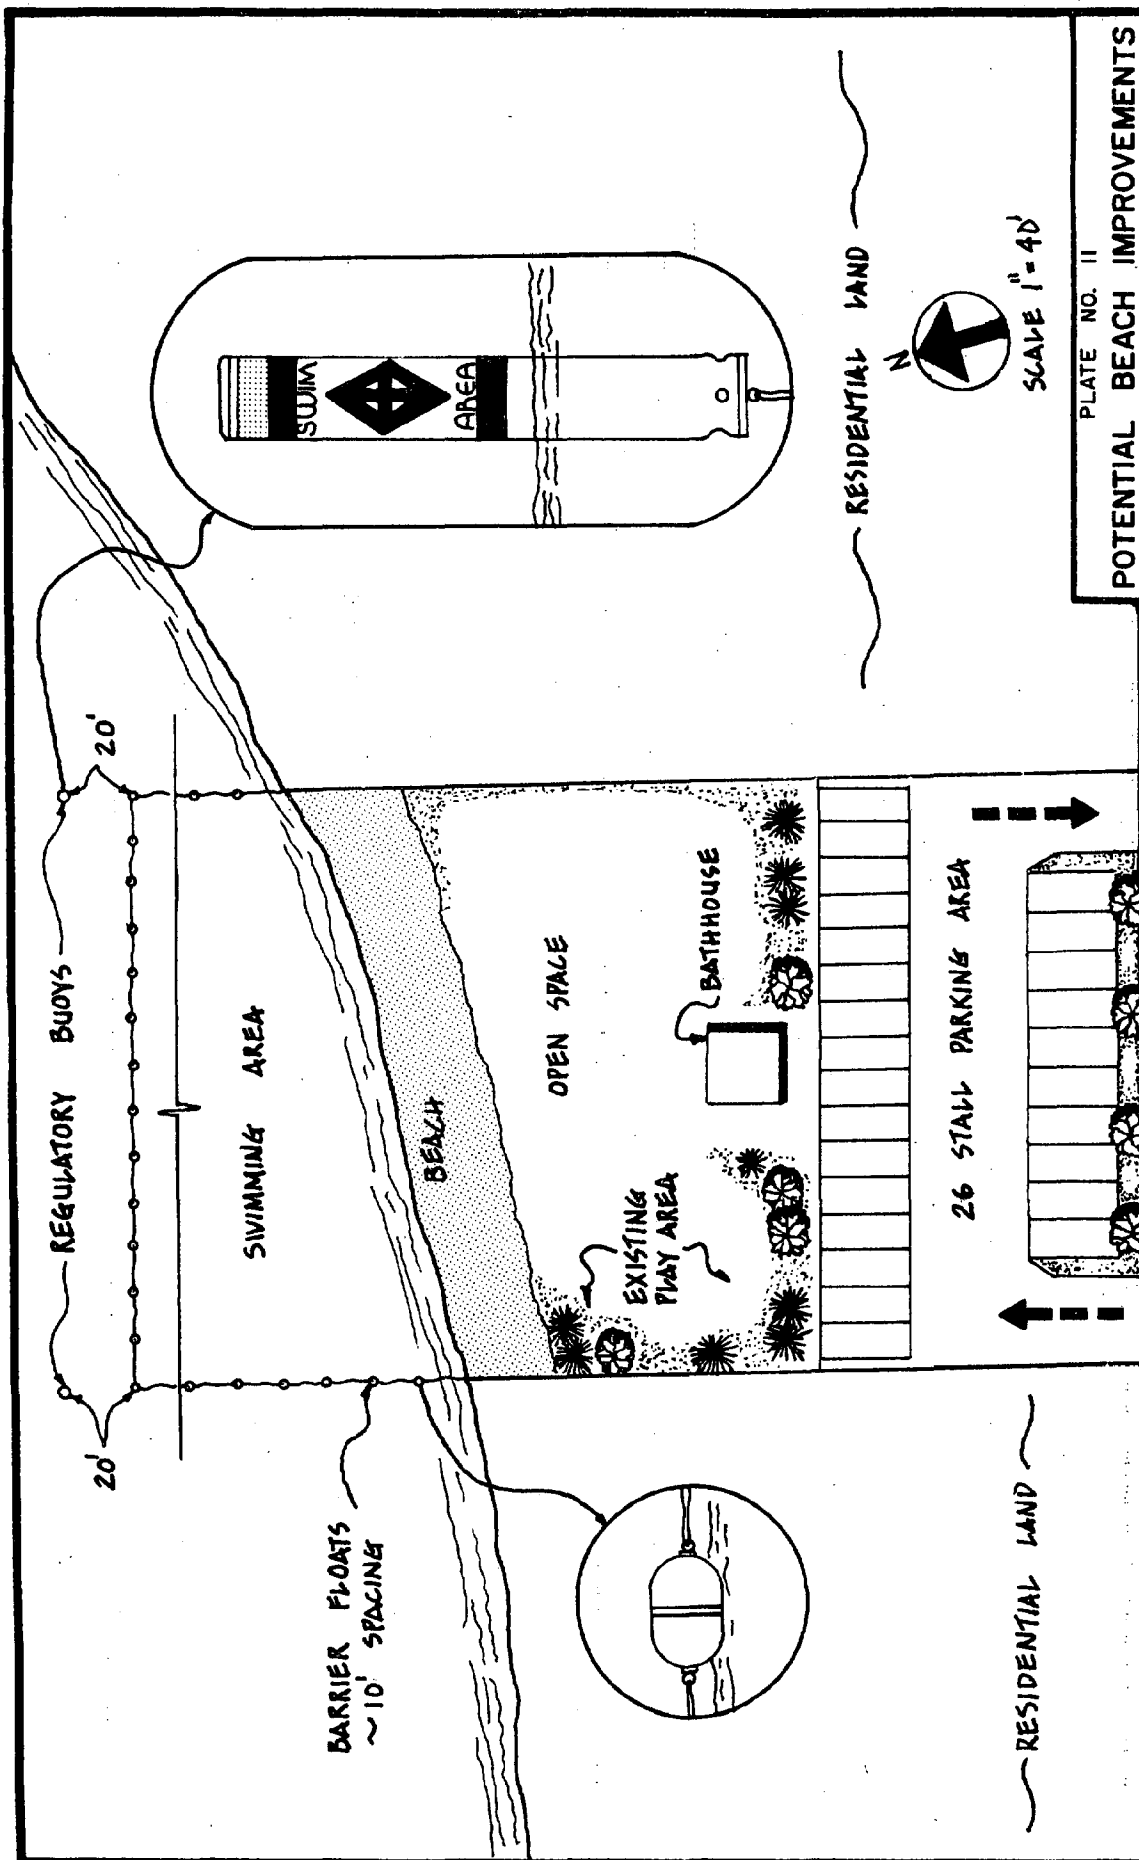 REGULATORY BUOYS
20'
20'
SWIMMING AREA
BARRIER FLOATS
~10' SPACING
BEACH
OPEN SPACE
EXISTING
PLAY AREA
BATHHOUSE
26 STALL PARKING AREA
RESIDENTIAL LAND
SWIM
AREA
RESIDENTIAL LAND
N
SCALE 1" = 40'
PLATE NO. 11
POTENTIAL BEACH IMPROVEMENTS